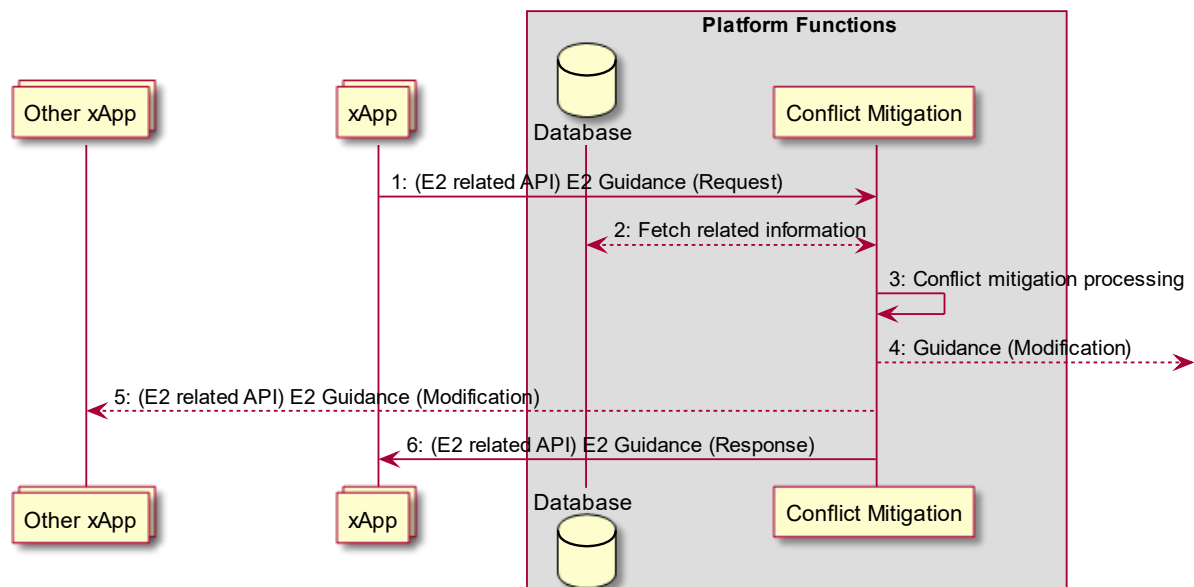 Platform Functions
Other xApp
xApp
Database
Conflict Mitigation
1: (E2 related API) E2 Guidance (Request)
2: Fetch related information
3: Conflict mitigation processing
4: Guidance (Modification)
5: (E2 related API) E2 Guidance (Modification)
6: (E2 related API) E2 Guidance (Response)
Other xApp
xApp
Database
Conflict Mitigation